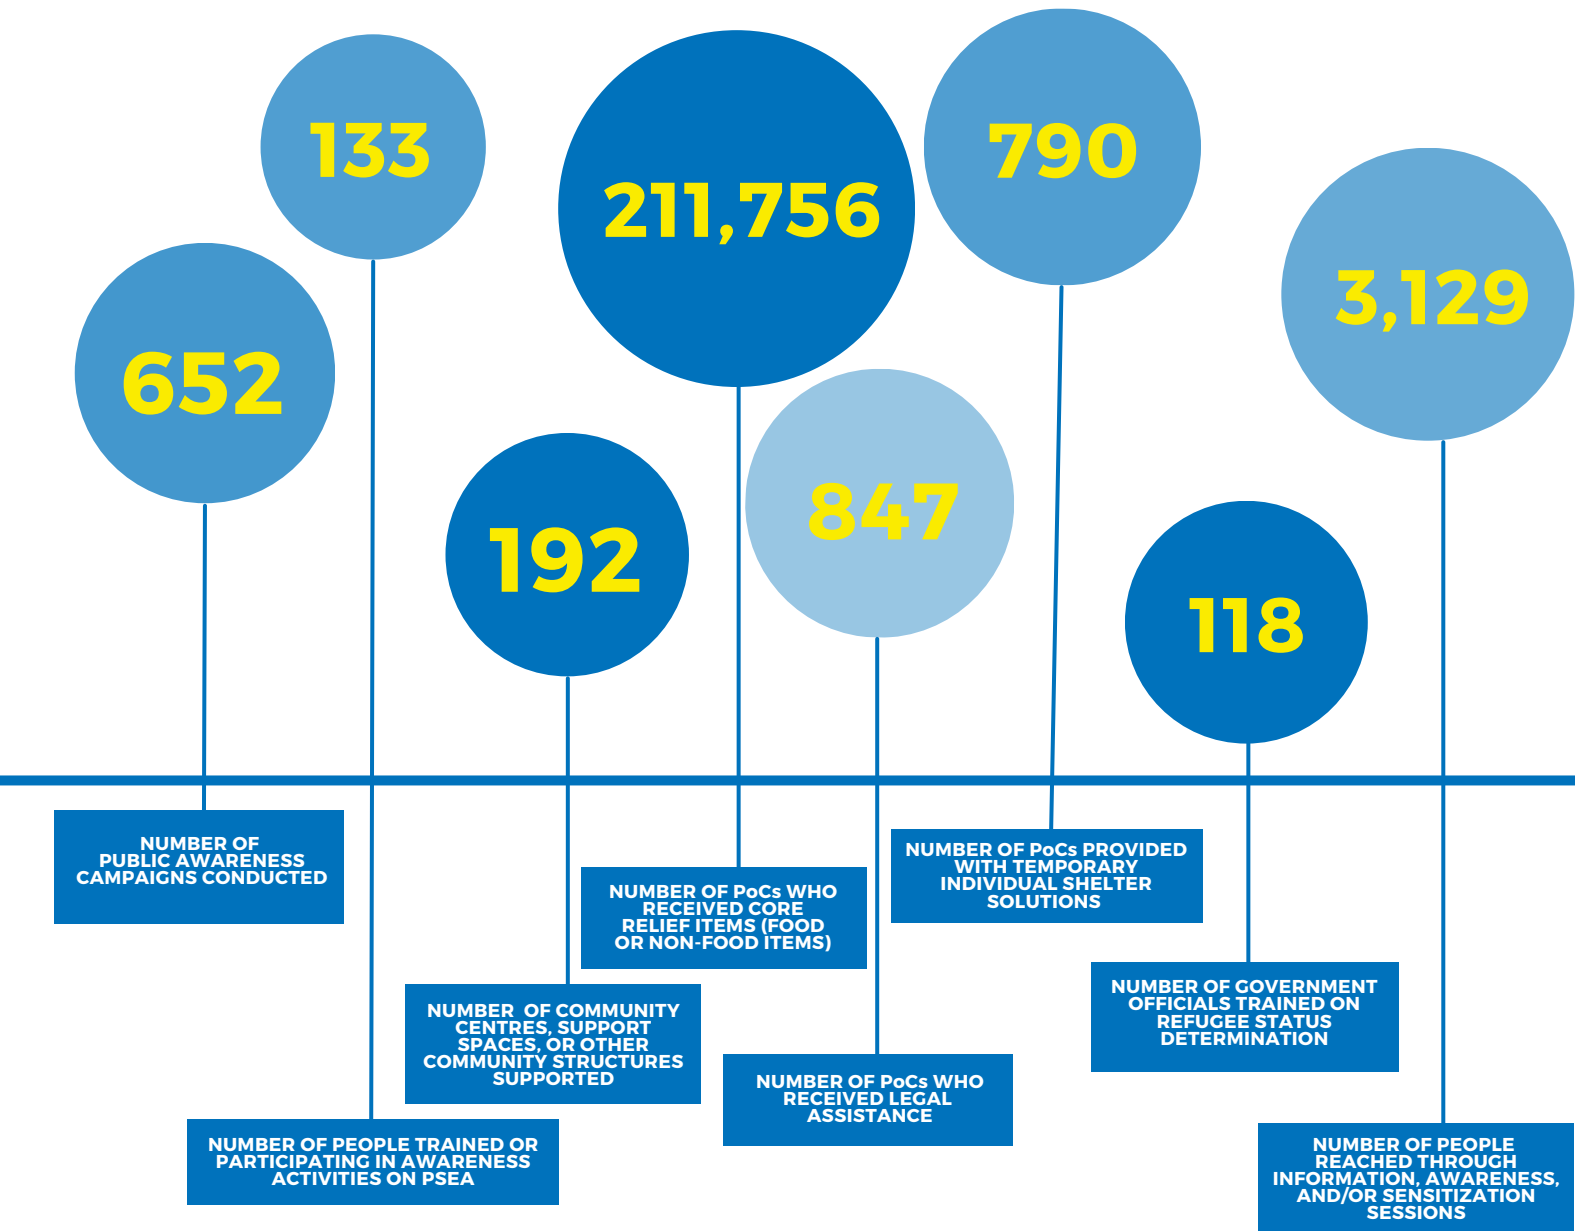 133
211,756
790
3,129
652
847
192
118
NUMBER OF
PUBLIC AWARENESS
CAMPAIGNS CONDUCTED
NUMBER OF PoCs PROVIDED
WITH TEMPORARY
INDIVIDUAL SHELTER
SOLUTIONS
NUMBER OF PoCs WHO
RECEIVED CORE
RELIEF ITEMS (FOOD
OR NON-FOOD ITEMS)
NUMBER OF GOVERNMENT
OFFICIALS TRAINED ON
REFUGEE STATUS
DETERMINATION
NUMBER OF COMMUNITY
CENTRES, SUPPORT
SPACES, OR OTHER
COMMUNITY STRUCTURES
SUPPORTED
NUMBER OF PoCs WHO
RECEIVED LEGAL
ASSISTANCE
NUMBER OF PEOPLE TRAINED OR
PARTICIPATING IN AWARENESS
ACTIVITIES ON PSEA
NUMBER OF PEOPLE
REACHED THROUGH
INFORMATION, AWARENESS,
AND/OR SENSITIZATION
SESSIONS